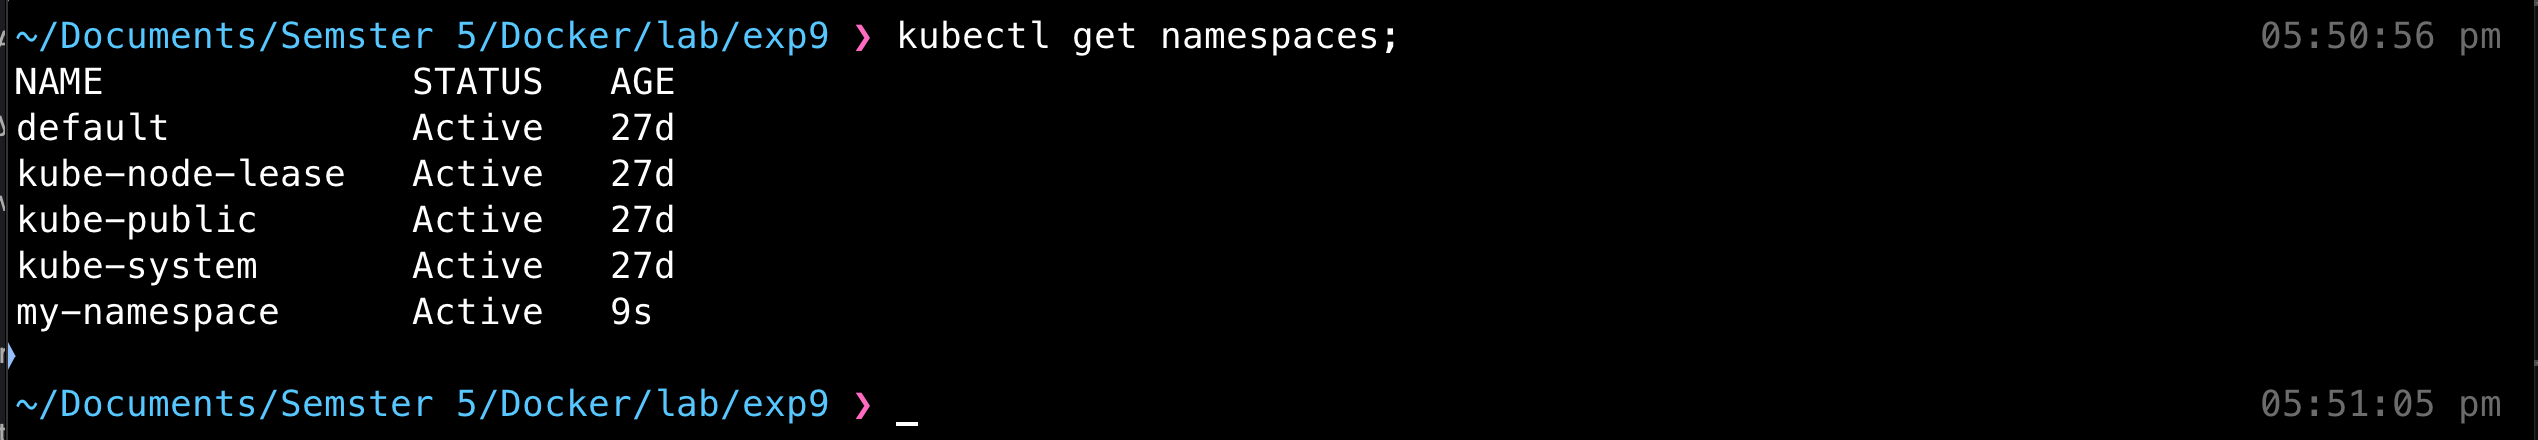 ~/Documents/Semster 5/Docker/lab/exp9 ❯ kubectl get namespaces; 05:50:56 pm
NAME STATUS AGE
default Active 27d
kube-node-lease Active 27d
kube-public Active 27d
kube-system Active 27d
my-namespace Active 9s
~/Documents/Semster 5/Docker/lab/exp9 ❯ _ 05:51:05 pm